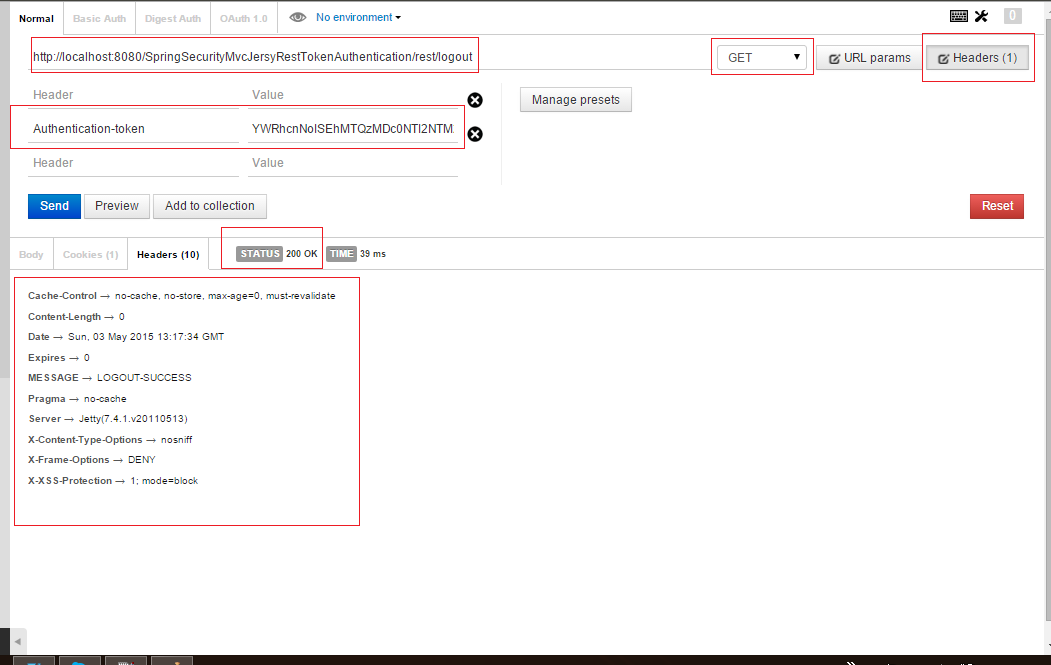 Normal Basic Auth Digest Auth OAuth 1.0 No environment 0
http://localhost:8080/SpringSecurityMvcJersyRestTokenAuthentication/rest/logout GET URL params Headers (1)
Header Value Manage presets
Authentication-token YWRhcnNoISEhMTQzMDc0NTI2NTM
Header Value
Send Preview Add to collection Reset
Body Cookies (1) Headers (10) STATUS 200 OK TIME 39 ms
Cache-Control → no-cache, no-store, max-age=0, must-revalidate
Content-Length → 0
Date → Sun, 03 May 2015 13:17:34 GMT
Expires → 0
MESSAGE → LOGOUT-SUCCESS
Pragma → no-cache
Server → Jetty(7.4.1.v20110513)
X-Content-Type-Options → nosniff
X-Frame-Options → DENY
X-XSS-Protection → 1; mode=block